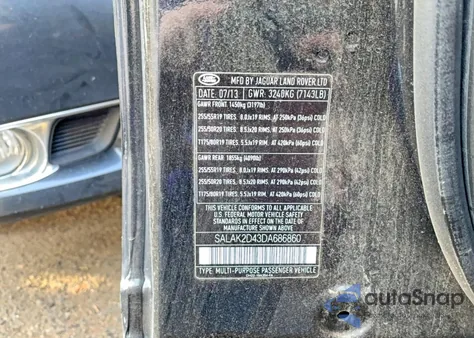 LAND ROVER
MFD BY JAGUAR LAND ROVER LTD
DATE: 07/13 GWR: 3240KG (7143LB)
GAWR FRONT: 1450kg (3197lb)
255/55R19 TIRES. 8.0Jx19 RIMS. AT 250kPa (36psi) COLD
255/50R20 TIRES. 8.5Jx20 RIMS. AT 250kPa (36psi) COLD
T175/80R19 TIRES. 5.5Jx19 RIMS. AT 420kPa (60psi) COLD
GAWR REAR: 1855kg (4090lb)
255/55R19 TIRES. 8.0Jx19 RIMS. AT 290kPa (42psi) COLD
255/50R20 TIRES. 8.5Jx20 RIMS. AT 290kPa (42psi) COLD
T175/80R19 TIRES. 5.5Jx19 RIMS. AT 420kPa (60psi) COLD
THIS VEHICLE CONFORMS TO ALL APPLICABLE
U.S. FEDERAL MOTOR VEHICLE SAFETY
STANDARDS IN EFFECT ON THE DATE OF
MANUFACTURE SHOWN ABOVE.
SALAK2D43DA686860
TYPE: MULTI-PURPOSE PASSENGER VEHICLE
autoSnap